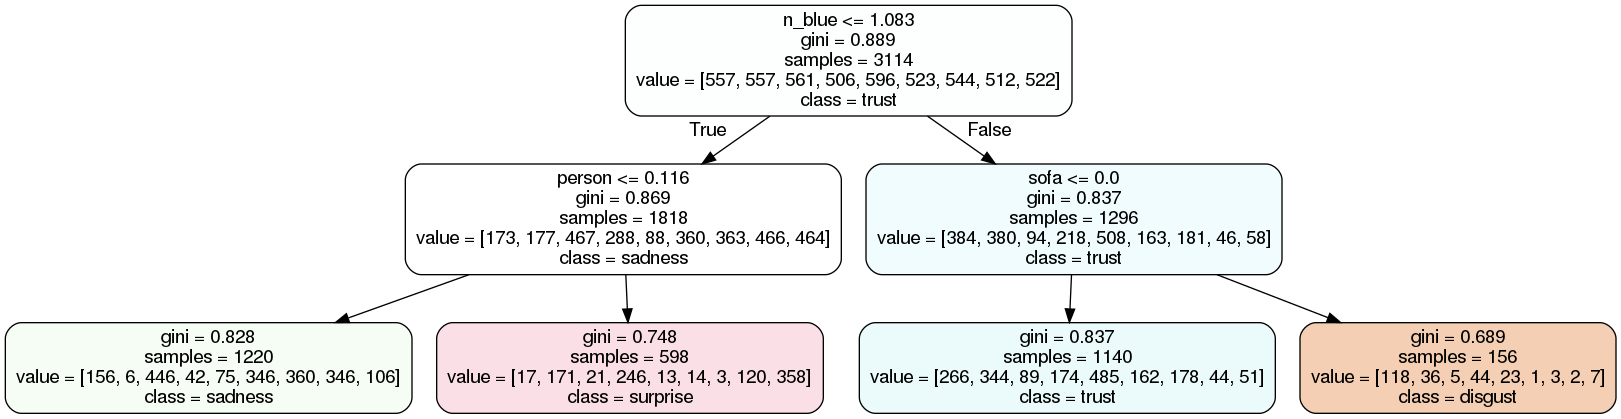 n_blue <= 1.083
gini = 0.889
samples = 3114
value = [557, 557, 561, 506, 596, 523, 544, 512, 522]
class = trust
True
False
person <= 0.116
gini = 0.869
samples = 1818
value = [173, 177, 467, 288, 88, 360, 363, 466, 464]
class = sadness
sofa <= 0.0
gini = 0.837
samples = 1296
value = [384, 380, 94, 218, 508, 163, 181, 46, 58]
class = trust
gini = 0.828
samples = 1220
value = [156, 6, 446, 42, 75, 346, 360, 346, 106]
class = sadness
gini = 0.748
samples = 598
value = [17, 171, 21, 246, 13, 14, 3, 120, 358]
class = surprise
gini = 0.837
samples = 1140
value = [266, 344, 89, 174, 485, 162, 178, 44, 51]
class = trust
gini = 0.689
samples = 156
value = [118, 36, 5, 44, 23, 1, 3, 2, 7]
class = disgust